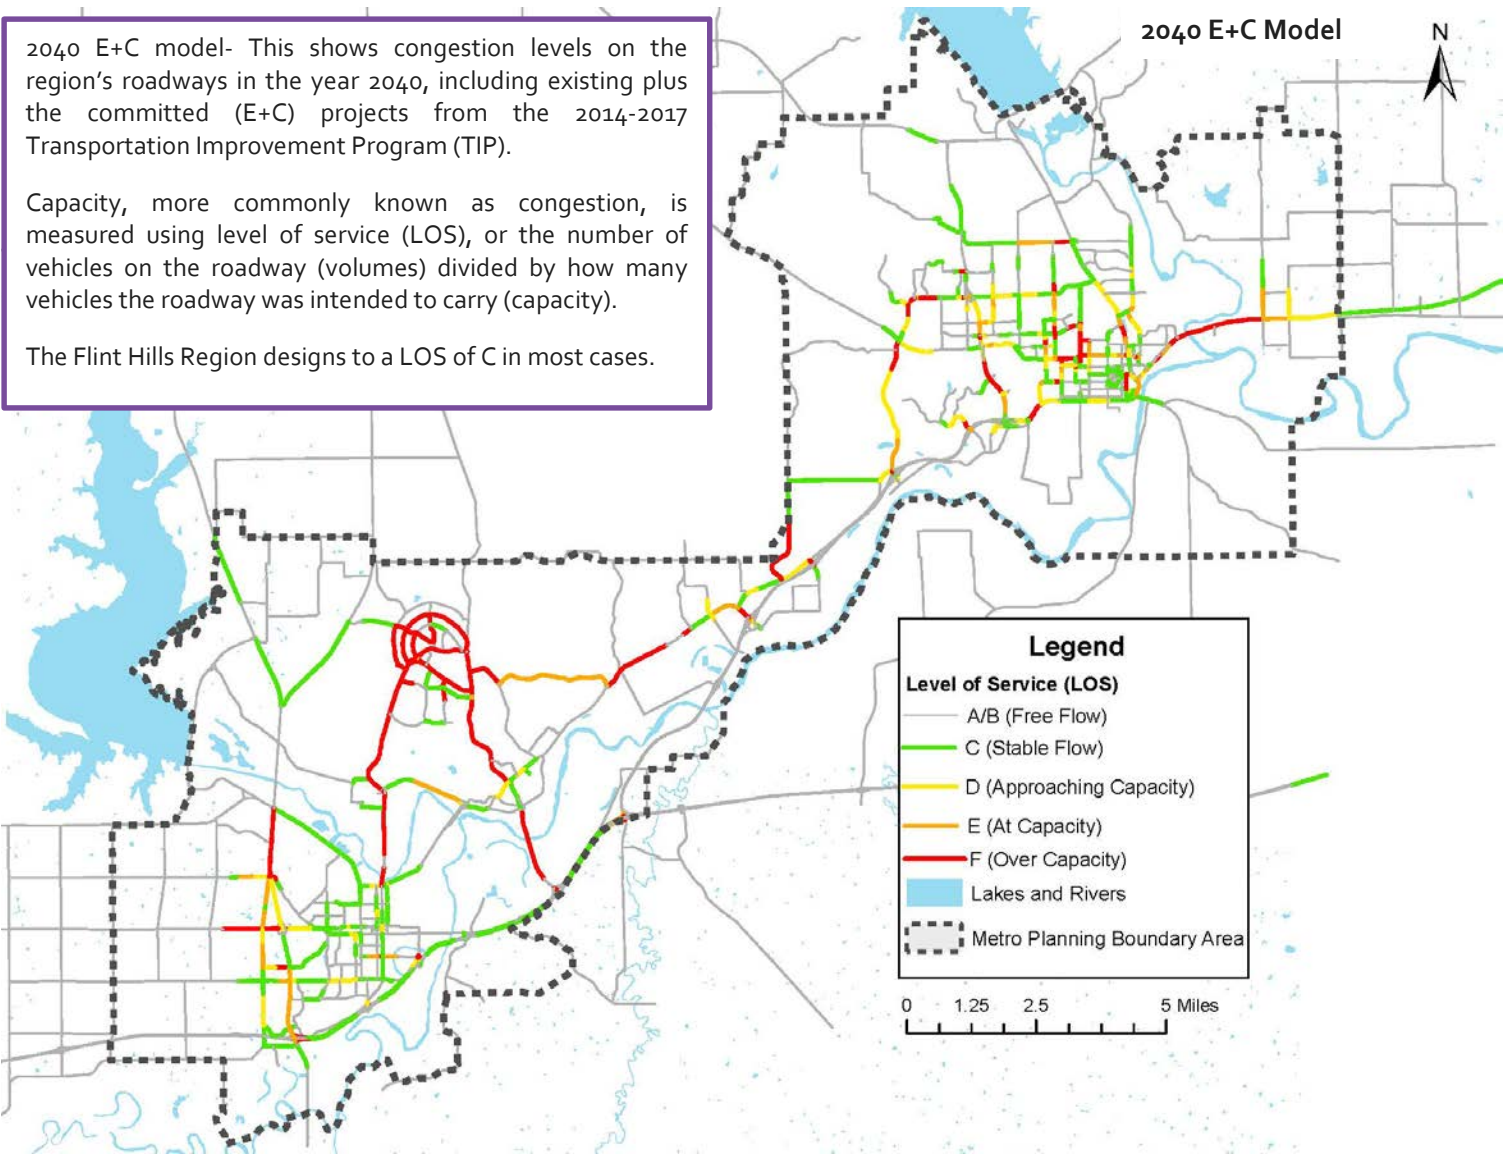 2040 E+C model- This shows congestion levels on the
region's roadways in the year 2040, including existing plus
the committed (E+C) projects from the 2014-2017
Transportation Improvement Program (TIP).
Capacity, more commonly known as congestion, is
measured using level of service (LOS), or the number of
vehicles on the roadway (volumes) divided by how many
vehicles the roadway was intended to carry (capacity).
The Flint Hills Region designs to a LOS of C in most cases.
2040 E+C Model
N
Legend
Level of Service (LOS)
A/B (Free Flow)
C (Stable Flow)
D (Approaching Capacity)
E (At Capacity)
F (Over Capacity)
Lakes and Rivers
Metro Planning Boundary Area
0 1.25 2.5 5 Miles